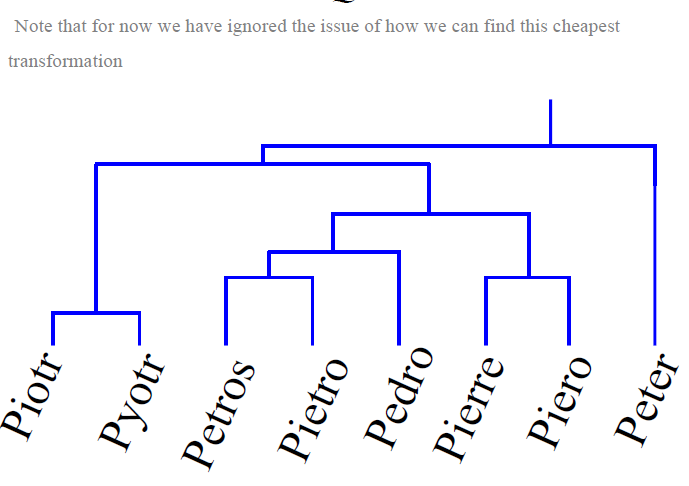 Note that for now we have ignored the issue of how we can find this cheapest
transformation
Piotr
Pyotr
Petros
Pietro
Pedro
Pierre
Piero
Peter